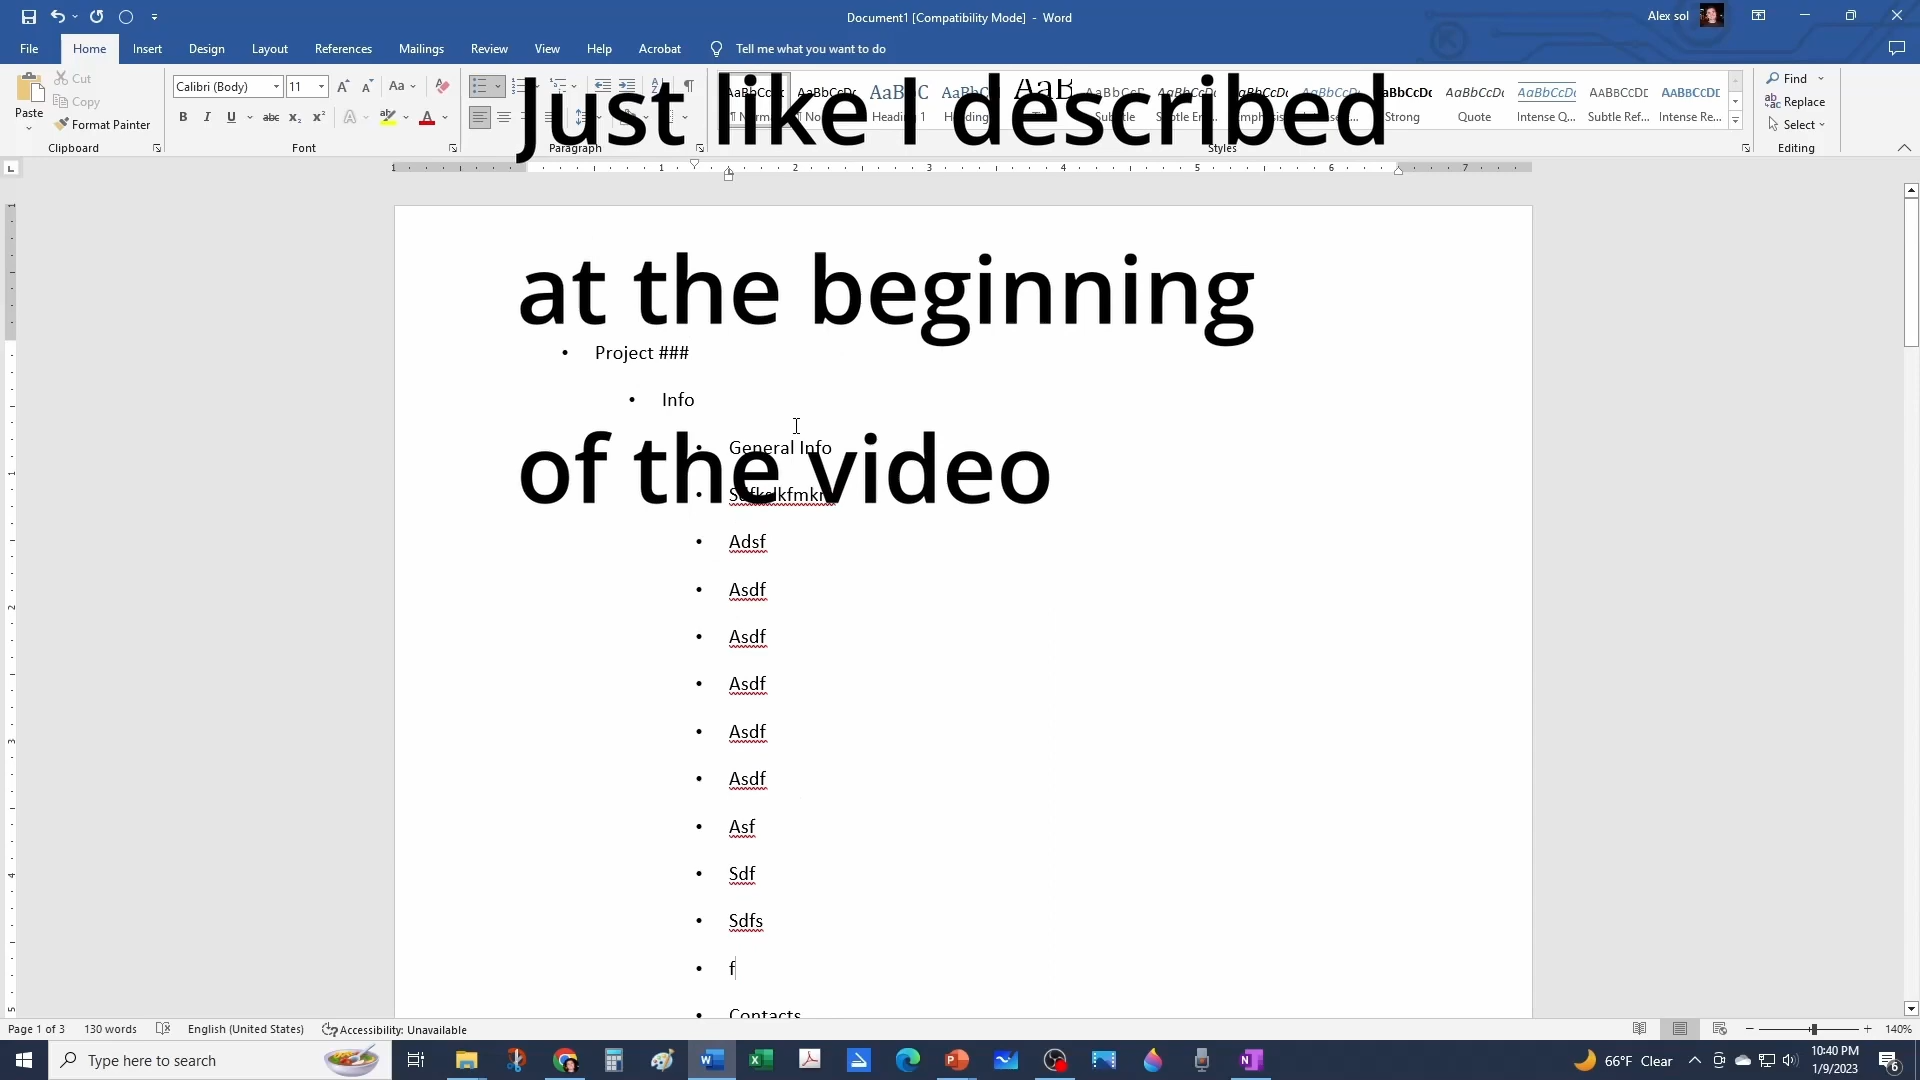 Document1 [Compatibility Mode] - Word
Alex sol
File Home Insert Design Layout References Mailings Review View Help Acrobat Tell me what you want to do
Cut
Copy
Paste
Format Painter
Clipboard
Calibri (Body) 11
Font
Paragraph
Heading 1
Strong Quote Intense Q... Subtle Ref... Intense Re...
Styles
Find
Replace
Select
Editing
Just like I described
at the beginning
of the video
Project ###
Info
General Info
Adsf
Asdf
Asdf
Asdf
Asdf
Asdf
Asf
Sdf
Sdfs
f
Contacts
Page 1 of 3 130 words English (United States) Accessibility: Unavailable 140%
Type here to search
66°F Clear
10:40 PM
1/9/2023
6